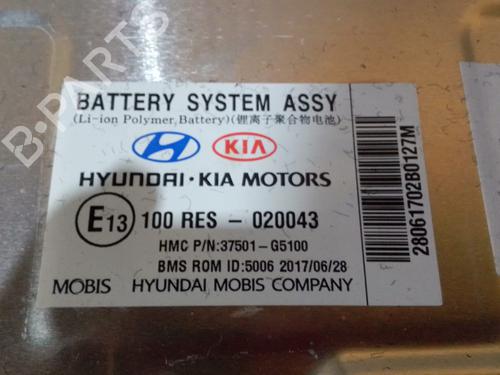 B-PARTS
BATTERY SYSTEM ASSY
(Li-ion Polymer Battery)(锂离子聚合物电池)
KIA
HYUNDAI·KIA MOTORS
E13 100 RES - 020043
HMC P/N:37501-G5100
BMS ROM ID:5006 2017/06/28
MOBIS HYUNDAI MOBIS COMPANY
28061702B0127M